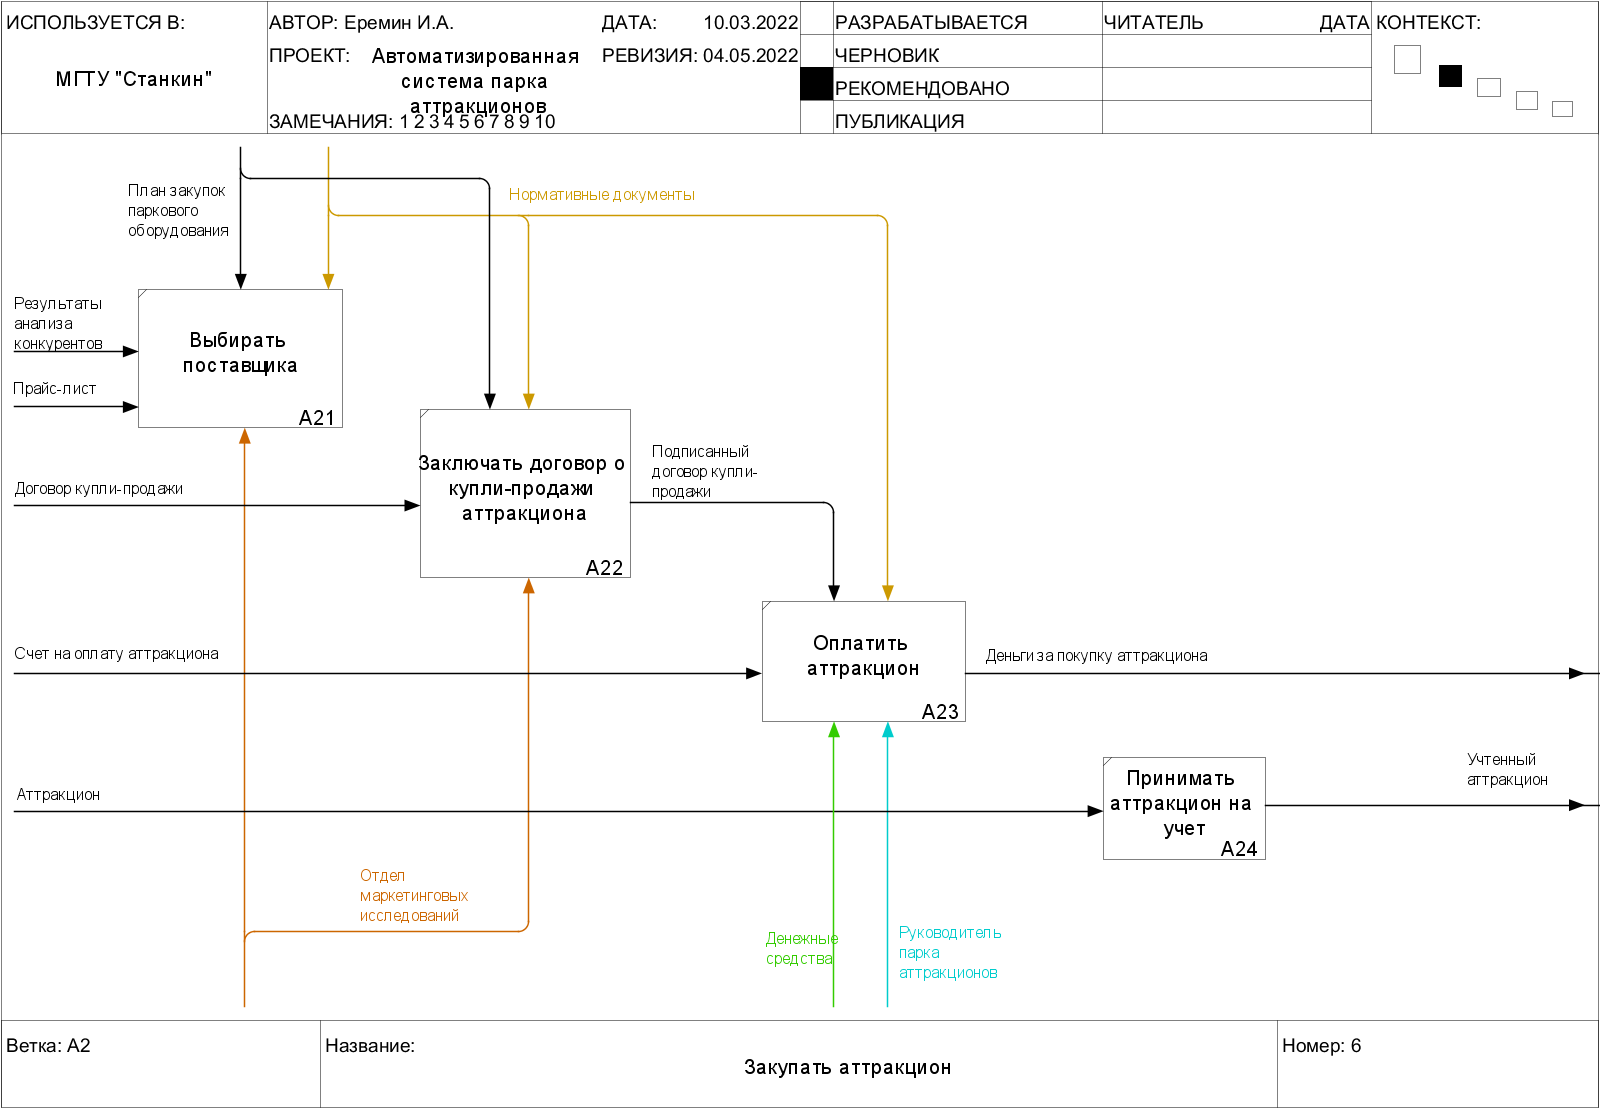 ИСПОЛЬЗУЕТСЯ В:
МГТУ "Станкин"
АВТОР: Еремин И.А.
ДАТА: 10.03.2022
ПРОЕКТ: Автоматизированная
система парка
аттракционов
РЕВИЗИЯ: 04.05.2022
ЗАМЕЧАНИЯ: 1 2 3 4 5 6 7 8 9 10
РАЗРАБАТЫВАЕТСЯ
ЧЕРНОВИК
РЕКОМЕНДОВАНО
ПУБЛИКАЦИЯ
ЧИТАТЕЛЬ
ДАТА
КОНТЕКСТ:
План закупок
паркового
оборудования
Нормативные документы
Результаты
анализа
конкурентов
Прайс-лист
Выбирать
поставщика
A21
Договор купли-продажи
Заключать договор о
купли-продажи
аттракциона
A22
Подписанный
договор купли-
продажи
Счет на оплату аттракциона
Оплатить
аттракцион
A23
Деньги за покупку аттракциона
Аттракцион
Принимать
аттракцион на
учет
A24
Учтенный
аттракцион
Отдел
маркетинговых
исследований
Денежные
средства
Руководитель
парка
аттракционов
Ветка: A2
Название:
Закупать аттракцион
Номер: 6